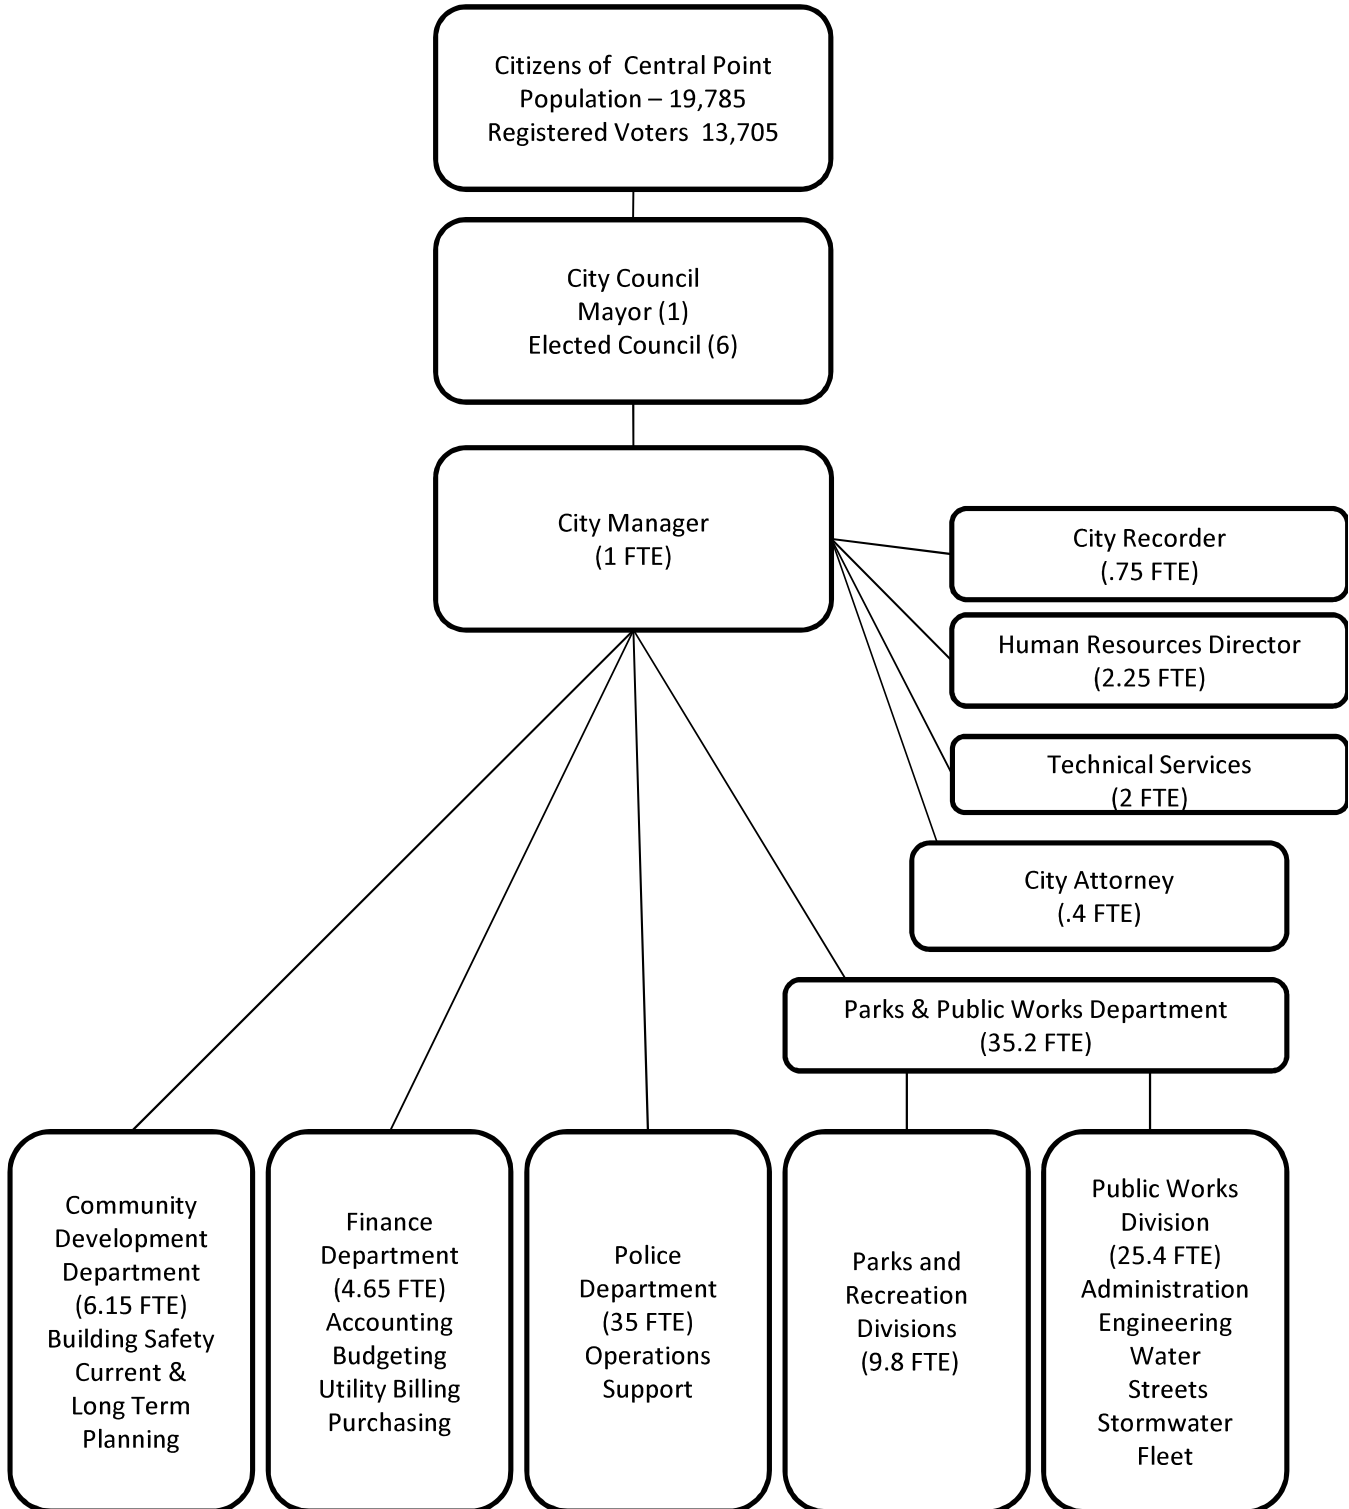 Citizens of Central Point
Population – 19,785
Registered Voters 13,705
City Council
Mayor (1)
Elected Council (6)
City Manager
(1 FTE)
City Recorder
(.75 FTE)
Human Resources Director
(2.25 FTE)
Technical Services
(2 FTE)
City Attorney
(.4 FTE)
Parks & Public Works Department
(35.2 FTE)
Community
Development
Department
(6.15 FTE)
Building Safety
Current &
Long Term
Planning
Finance
Department
(4.65 FTE)
Accounting
Budgeting
Utility Billing
Purchasing
Police
Department
(35 FTE)
Operations
Support
Parks and
Recreation
Divisions
(9.8 FTE)
Public Works
Division
(25.4 FTE)
Administration
Engineering
Water
Streets
Stormwater
Fleet